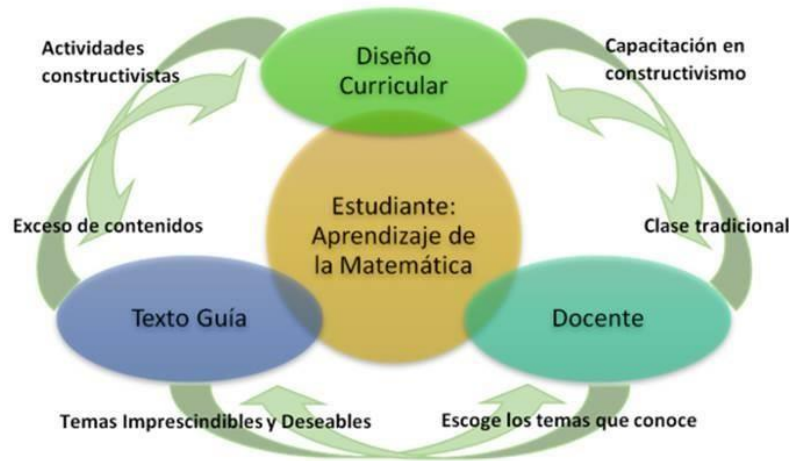 Actividades
constructivistas
Diseño
Curricular
Capacitación en
constructivismo
Exceso de contenidos
Estudiante:
Aprendizaje de
la Matemática
Clase tradicional
Texto Guía
Docente
Temas Imprescindibles y Deseables
Escoge los temas que conoce